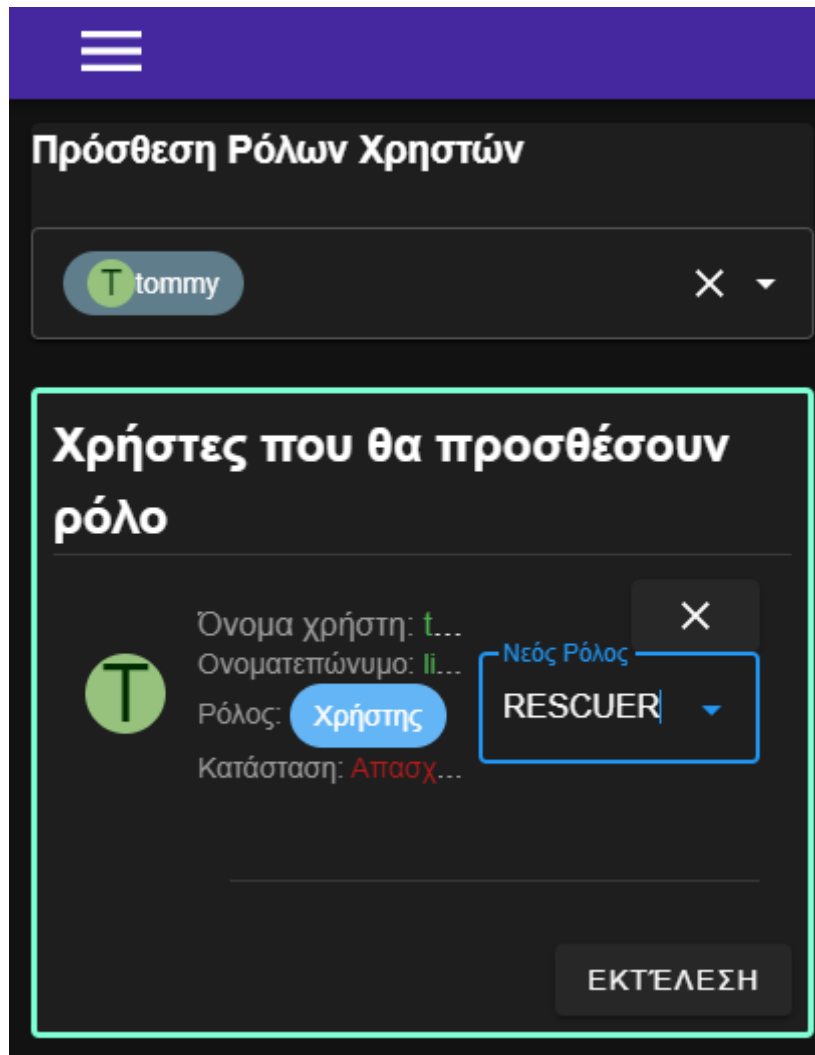 Πρόσθεση Ρόλων Χρηστών
T tommy
Χρήστες που θα προσθέσουν
ρόλο
Όνομα χρήστη: t...
Ονοματεπώνυμο: li...
Νεός Ρόλος
T
Ρόλος: Χρήστης
RESCUER
Κατάσταση: Απασχ...
ΕΚΤΈΛΕΣΗ